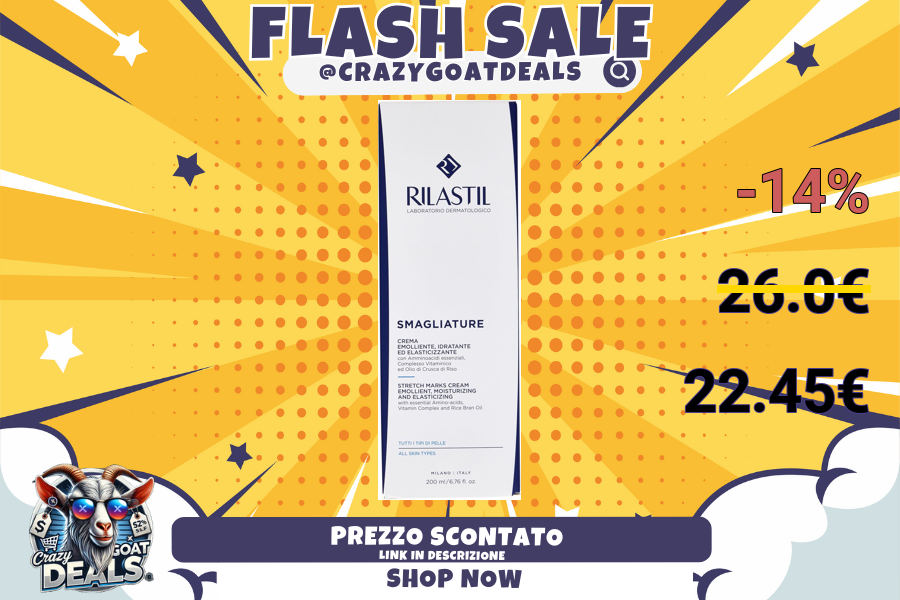 FLASH SALE
@CRAZYGOATDEALS
-14%
26.0€
22.45€
RILASTIL
LABORATORIO DERMATOLOGICO
SMAGLIATURE
CREMA
EMOLLIENTE, IDRATANTE
ED ELASTICIZZANTE
con Amminoacidi essenziali,
Complesso Vitaminico
ed Olio di Crusca di Riso
STRETCH MARKS CREAM
EMOLLIENT, MOISTURIZING
AND ELASTICIZING
with essential Amino-acids,
Vitamin Complex and Rice Bran Oil
TUTTI I TIPI DI PELLE
ALL SKIN TYPES
MILANO / ITALY
200 ml/6.76 fl. oz.
$
52%
Crazy
GOAT
DEALS
PREZZO SCONTATO
LINK IN DESCRIZIONE
SHOP NOW